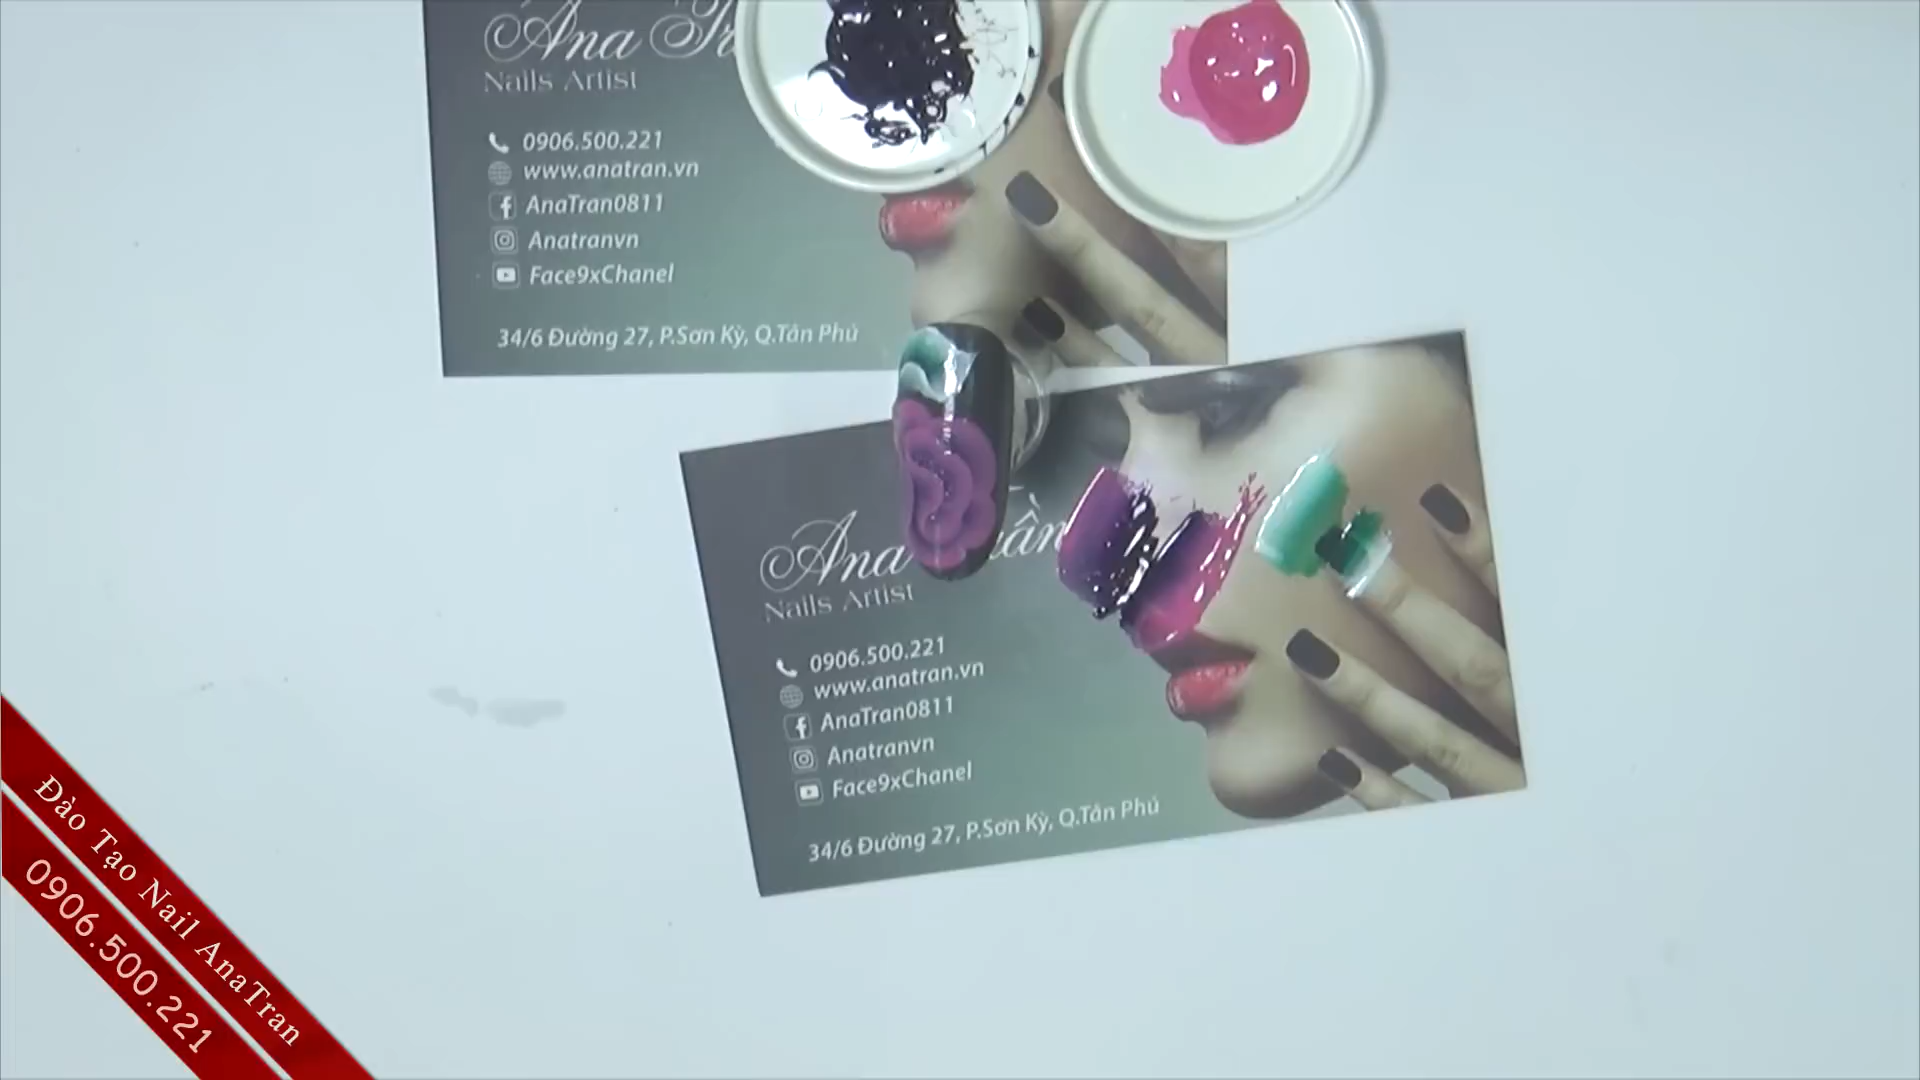 Ana
Nails Artist
0906.500.221
www.anatran.vn
AnaTran0811
Anatranvn
Face9xChanel
34/6 Đường 27, P.Sơn Kỳ, Q.Tân Phú
Ana
Nails Artist
0906.500.221
www.anatran.vn
AnaTran0811
Anatranvn
Face9xChanel
34/6 Đường 27, P.Sơn Kỳ, Q.Tân Phú
Đào Tạo Nail AnaTran
0906.500.221